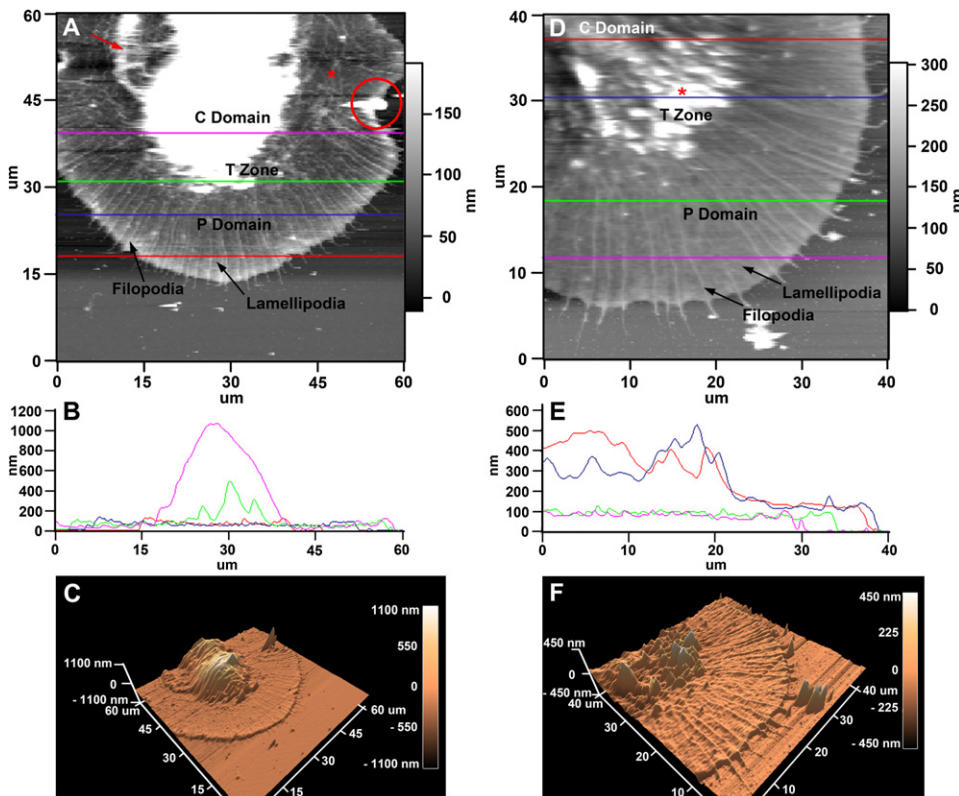 A
60
45
30
15
0
um
C Domain
T Zone
P Domain
Filopodia
Lamellipodia
0
15
30
45
60
um
150
100
50
0
nm
D
40
30
20
10
0
um
C Domain
*
T Zone
P Domain
Lamellipodia
Filopodia
0
10
20
30
40
um
300
250
200
150
100
50
0
nm
*
B
1200
1000
800
600
400
200
0
nm
0
15
30
45
60
um
E
600
500
400
300
200
100
0
nm
0
10
20
30
40
um
C
1100 nm
0
- 1100 nm
60 um
45
30
15
60 um
45
30
15
1100 nm
550
0
- 550
- 1100 nm
F
450 nm
0
- 450 nm
40 um
30
20
10
40 um
30
20
10
450 nm
225
0
- 225
- 450 nm